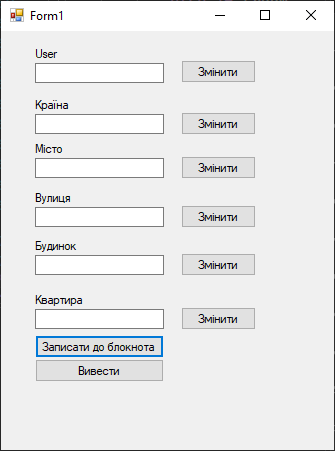 Form1
User
Змінити
Країна
Змінити
Місто
Змінити
Вулиця
Змінити
Будинок
Змінити
Квартира
Змінити
Записати до блокнота
Вивести